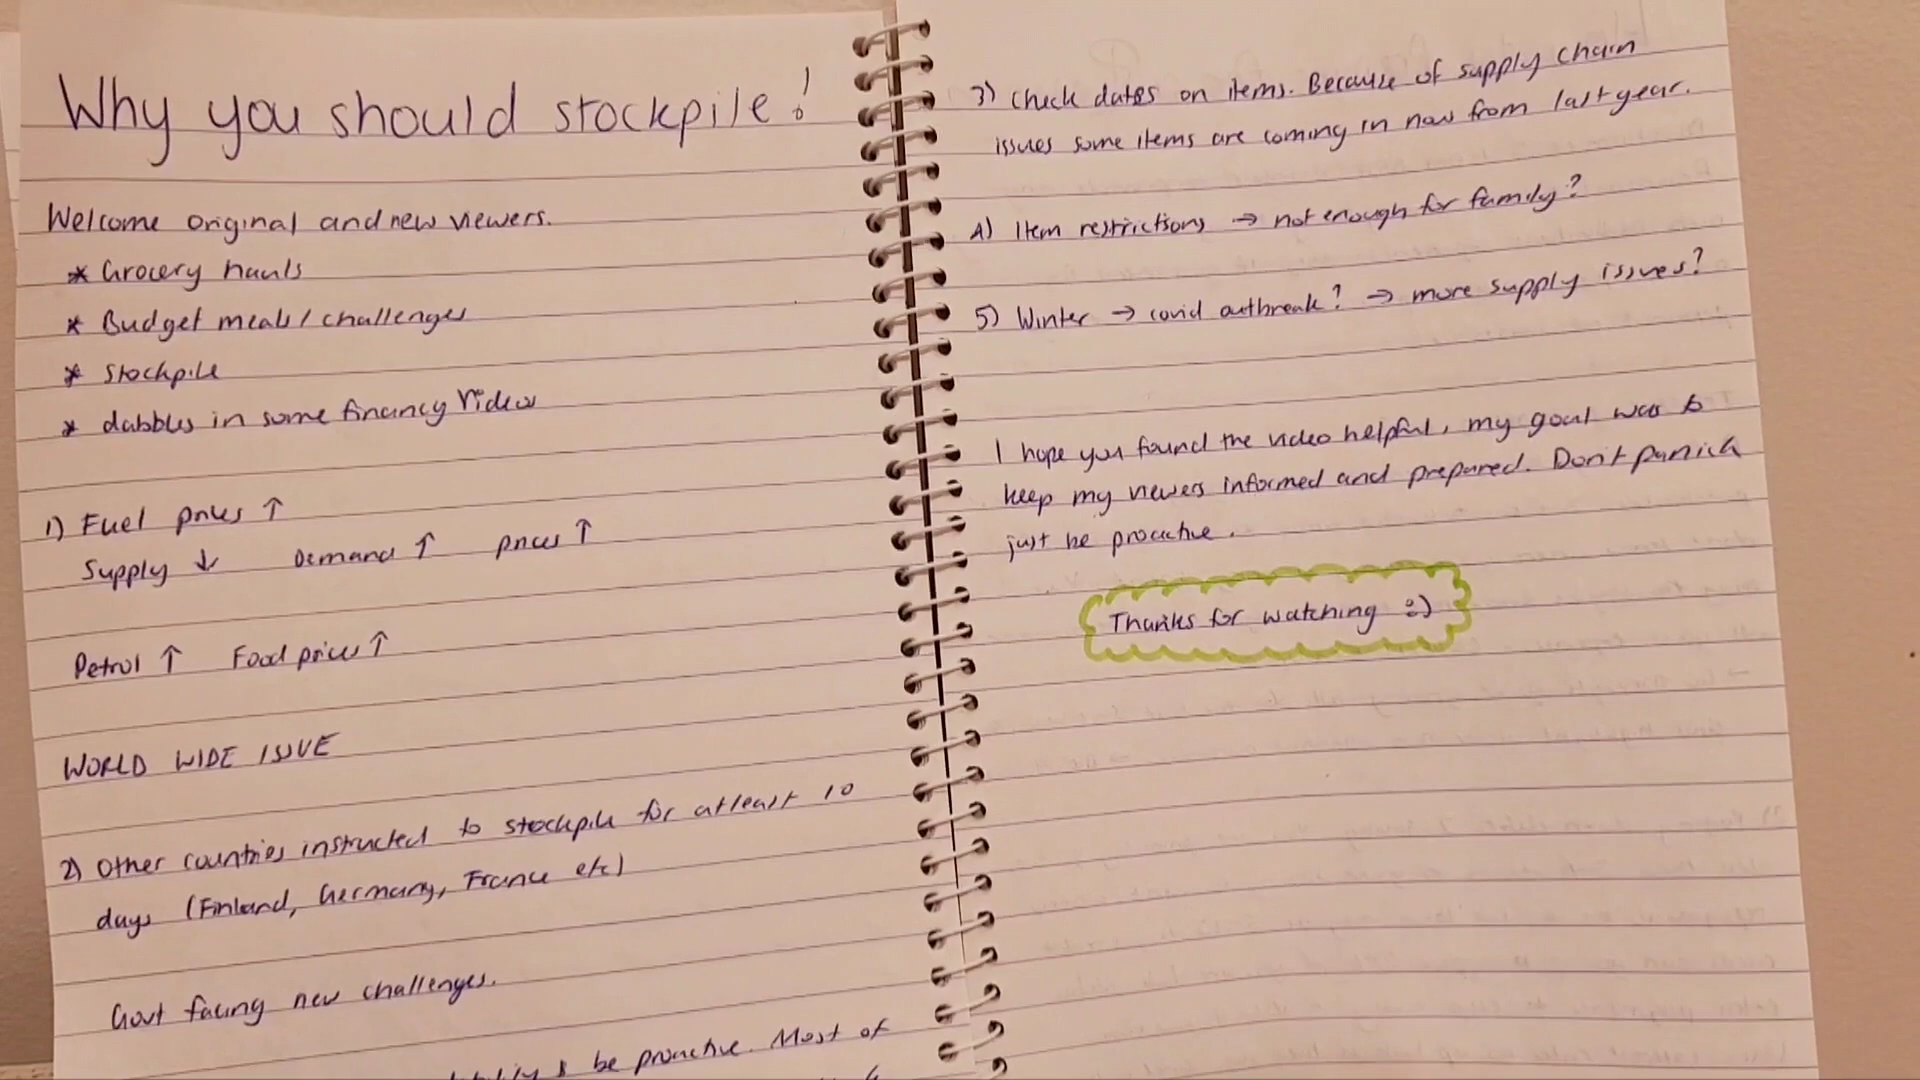 Why you should stockpile!
Welcome original and new viewers.
* Grocery hauls
* Budget meals / challenges
* Stockpile
* dabbles in some financy Video
1) Fuel prices ↑
Supply ↓ Demand ↑ prices ↑
Petrol ↑ Food prices ↑
WORLD WIDE ISSUE
2) Other countries instructed to stockpile for atleast 10
days (Finland, Germany, France etc)
Govt facing new challenges.
be proactive. Most of
3) Check dates on items. Because of supply chain
issues some items are coming in now from last year.
4) Item restrictions → not enough for family?
5) Winter → covid outbreak? → more supply issues?
I hope you found the video helpful, my goal was to
keep my viewers informed and prepared. Dont panick
just be proactive.
Thanks for watching :)